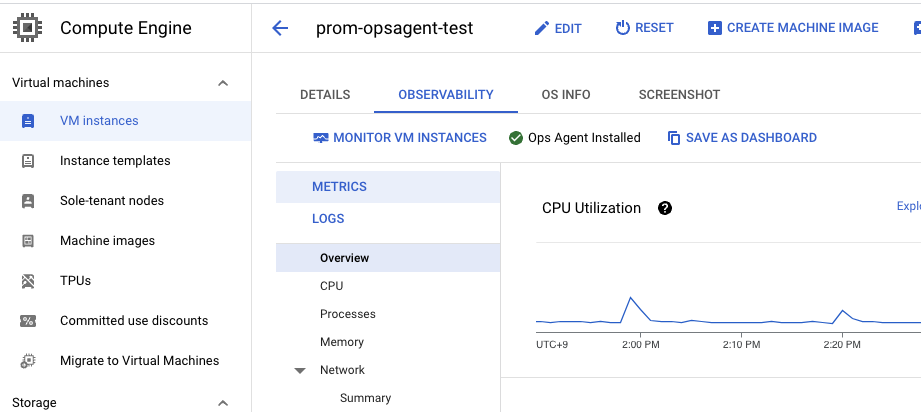 Compute Engine
prom-opsagent-test
EDIT
RESET
CREATE MACHINE IMAGE
Virtual machines
VM instances
Instance templates
Sole-tenant nodes
Machine images
TPUs
Committed use discounts
Migrate to Virtual Machines
Storage
DETAILS
OBSERVABILITY
OS INFO
SCREENSHOT
MONITOR VM INSTANCES
Ops Agent Installed
SAVE AS DASHBOARD
METRICS
LOGS
Overview
CPU
Processes
Memory
Network
Summary
CPU Utilization
UTC+9
2:00 PM
2:10 PM
2:20 PM